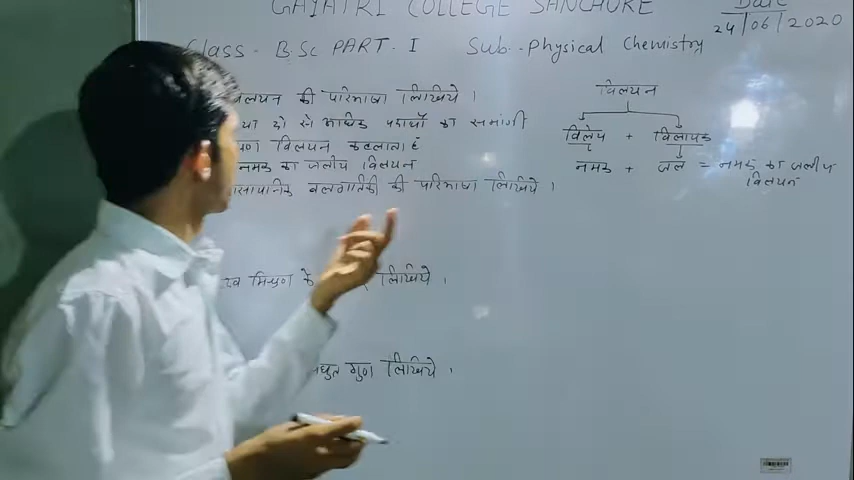 GAYATRI COLLEGE SANCHORE
Date
24/06/2020
Class - B.Sc PART - I Sub.- Physical Chemistry
विलयन की परिभाषा लिखिये ।
या दो से अधिक पदार्थो का समांगी
विलयन कहलाता है
नमक का जलीय विलयन
बलगतिकी की परिभाषा लिखिये ।
मिश्रण के लिखिये ।
गुण लिखिये ।
विलयन
विलेय + विलायक
नमक + जल = नमक का जलीय
विलयन